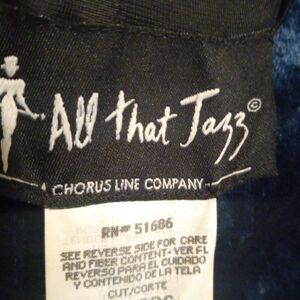 All that Jazz©
A CHORUS LINE COMPANY
RN# 51686
SEE REVERSE SIDE FOR CARE
AND FIBER CONTENT-VER FL
REVERSO PARA EL CUIDADO
Y CONTENIDO DE LA TELA
CUT/CORTE